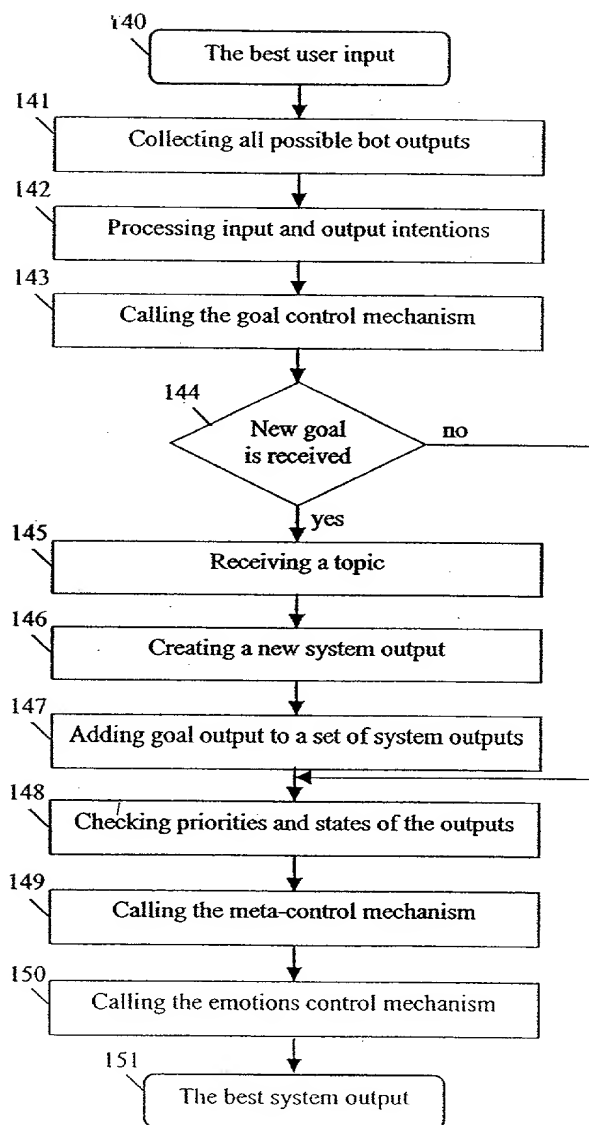 140
The best user input
141
Collecting all possible bot outputs
142
Processing input and output intentions
143
Calling the goal control mechanism
144
New goal
is received
no
yes
145
Receiving a topic
146
Creating a new system output
147
Adding goal output to a set of system outputs
148
Checking priorities and states of the outputs
149
Calling the meta-control mechanism
150
Calling the emotions control mechanism
151
The best system output